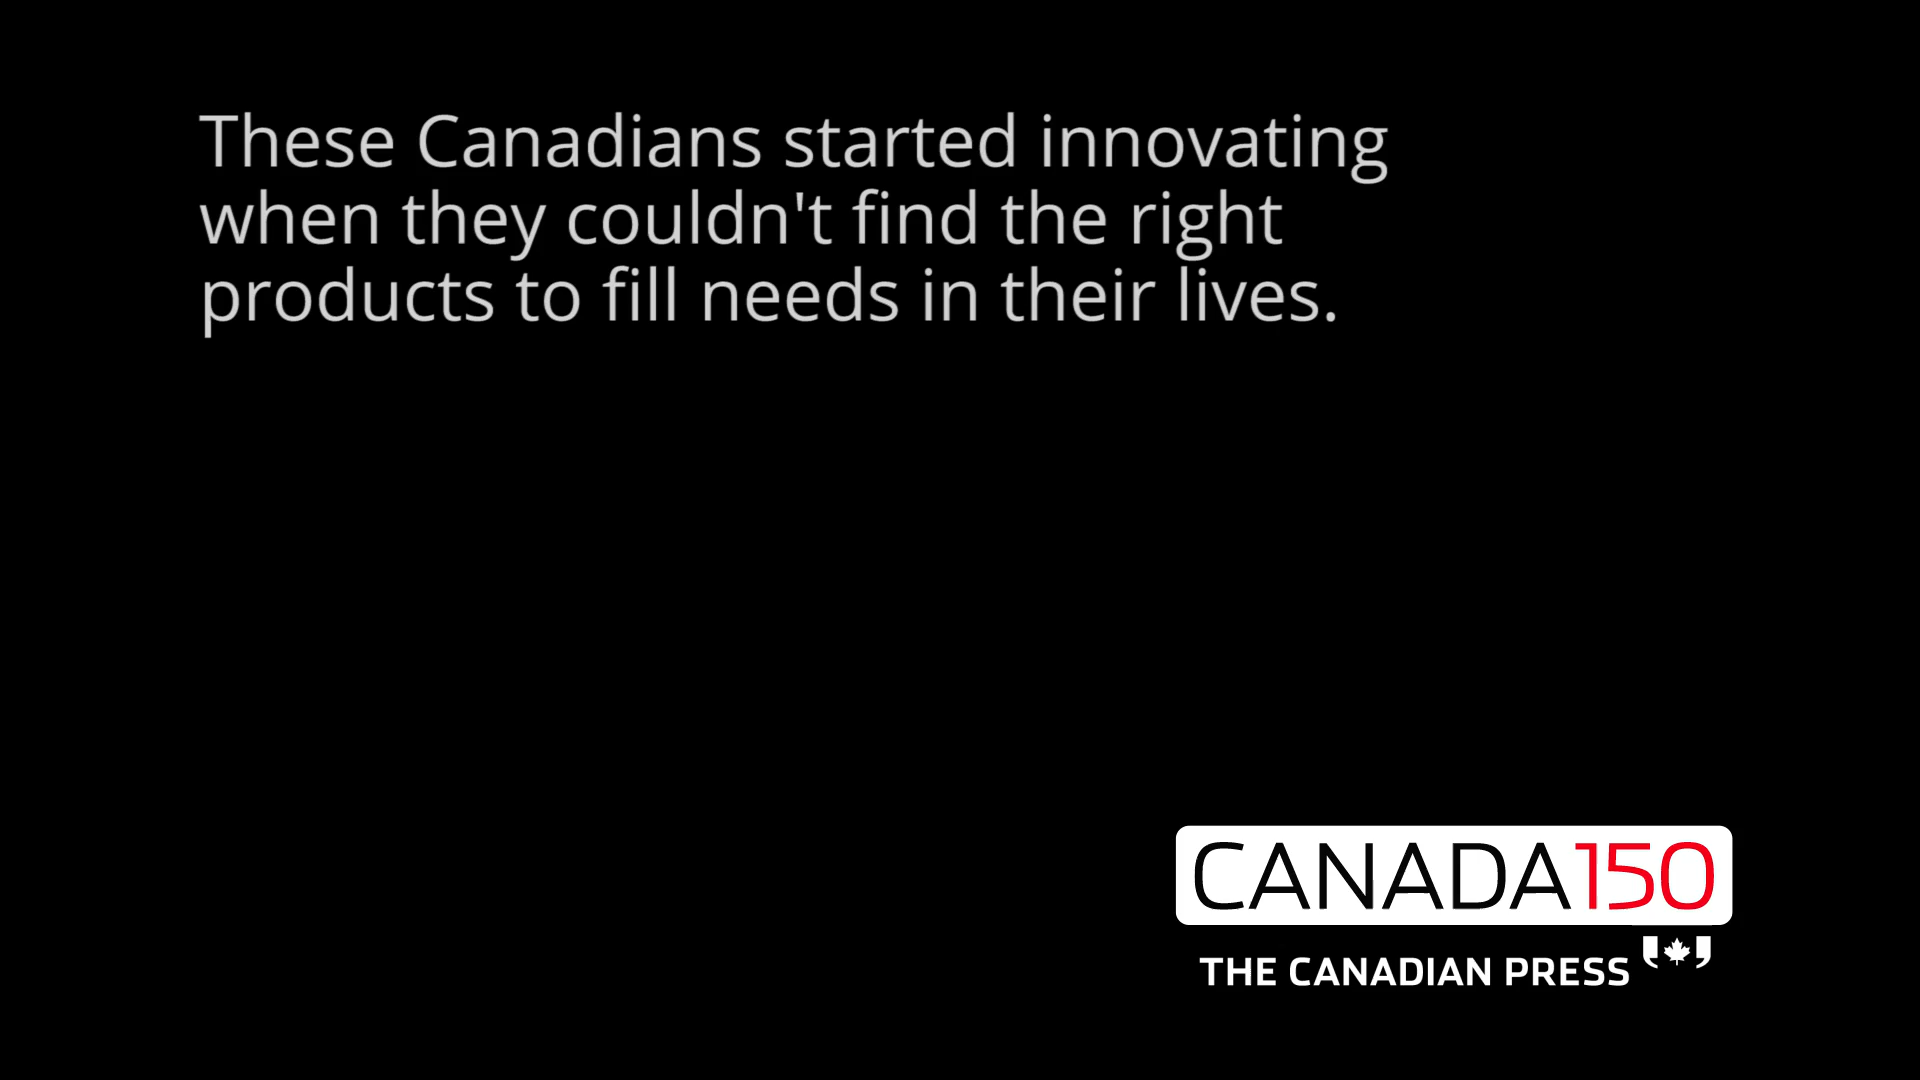 These Canadians started innovating
when they couldn't find the right
products to fill needs in their lives.
CANADA150
THE CANADIAN PRESS